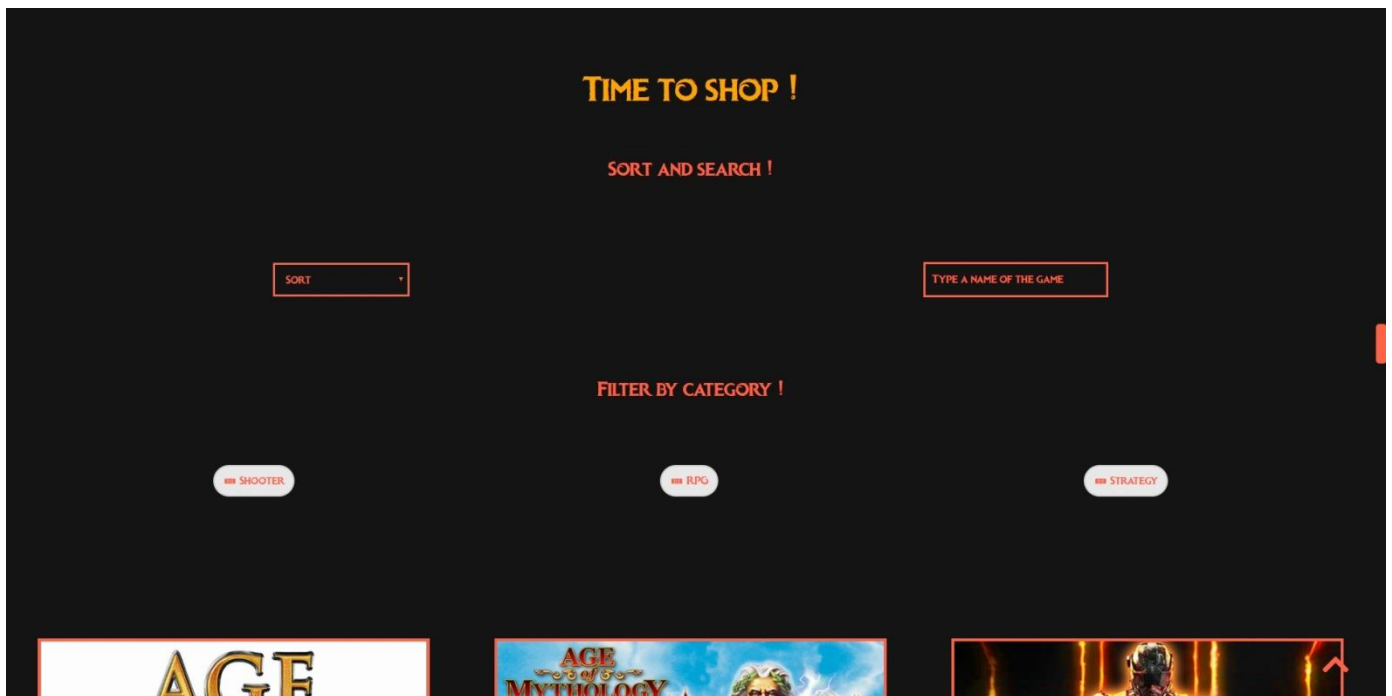 Time to shop !
Sort and search !
Sort
Type a name of the game
Filter by category !
Shooter
RPG
Strategy
AGE
AGE
of
MYTHOLOGY